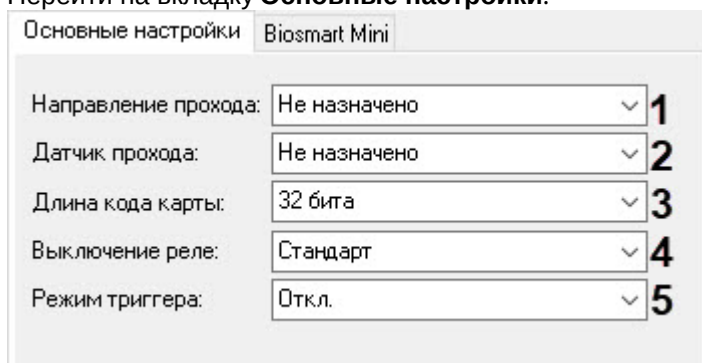 Перейти на вкладку Основные настройки.
Основные настройки Biosmart Mini
Направление прохода: Не назначено 1
Датчик прохода: Не назначено 2
Длина кода карты: 32 бита 3
Выключение реле: Стандарт 4
Режим триггера: Откл. 5